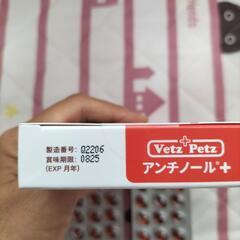 製造番号: Q2206
賞味期限: 0825
(EXP 月年)
Vetz Petz
アンチノール+